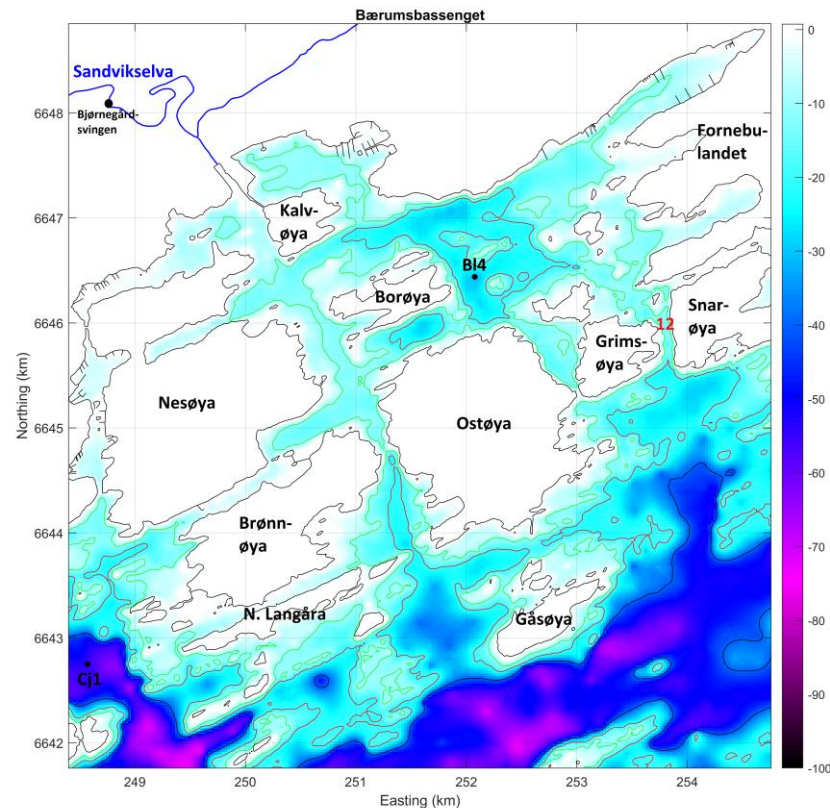 Bærumsbassenget
Sandvikselva
Bjørnegård-
svingen
Fornebu-
landet
Kalv-
øya
Bl4
Borøya
12
Snar-
øya
Grims-
øya
Nesøya
Ostøya
Brønn-
øya
N. Langåra
Gåsøya
Cj1
6648
6647
6646
6645
6644
6643
6642
Northing (km)
249
250
251
252
253
254
Easting (km)
0
-10
-20
-30
-40
-50
-60
-70
-80
-90
-100